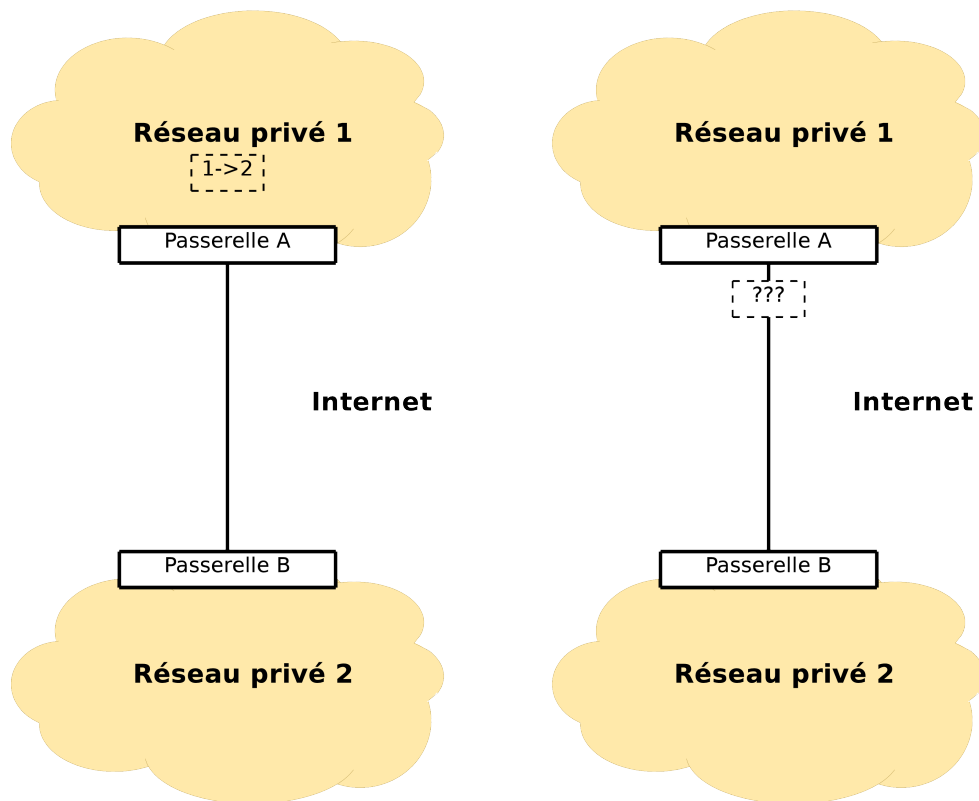 Réseau privé 1
1->2
Passerelle A
Internet
Passerelle B
Réseau privé 2
Réseau privé 1
Passerelle A
???
Internet
Passerelle B
Réseau privé 2